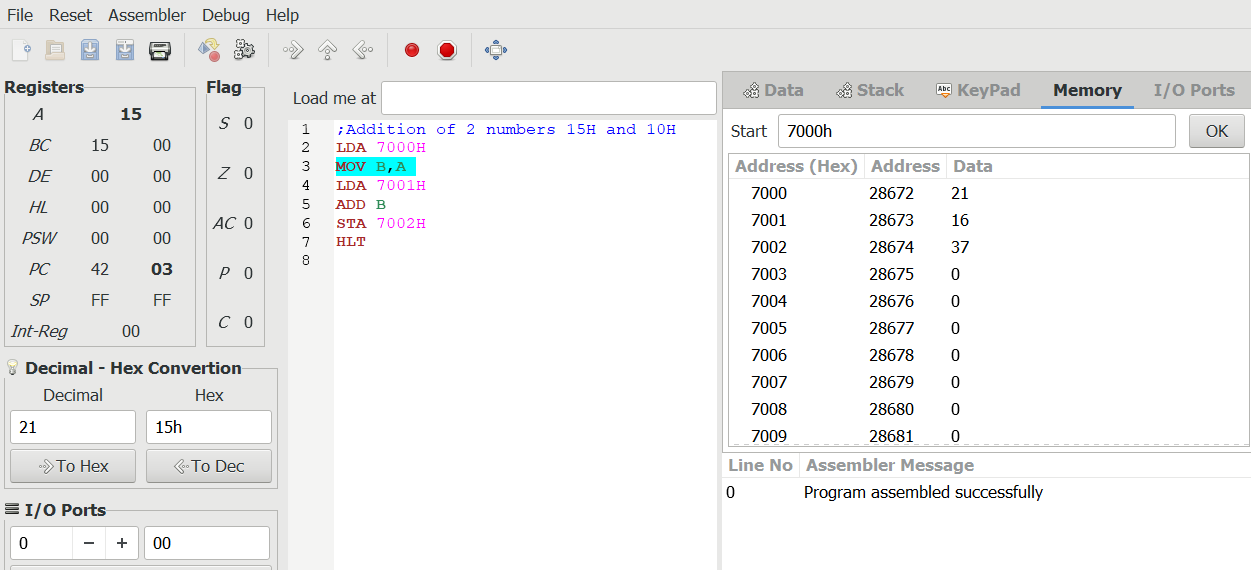 File Reset Assembler Debug Help
Registers
A 15
BC 15 00
DE 00 00
HL 00 00
PSW 00 00
PC 42 03
SP FF FF
Int-Reg 00
Flag
S 0
Z 0
AC 0
P 0
C 0
Decimal - Hex Convertion
Decimal Hex
21 15h
To Hex To Dec
I/O Ports
0 − + 00
Load me at
1 ;Addition of 2 numbers 15H and 10H
2 LDA 7000H
3 MOV B,A
4 LDA 7001H
5 ADD B
6 STA 7002H
7 HLT
8
Data Stack Abc KeyPad Memory I/O Ports
Start 7000h OK
Address (Hex) Address Data
7000 28672 21
7001 28673 16
7002 28674 37
7003 28675 0
7004 28676 0
7005 28677 0
7006 28678 0
7007 28679 0
7008 28680 0
7009 28681 0
Line No Assembler Message
0 Program assembled successfully